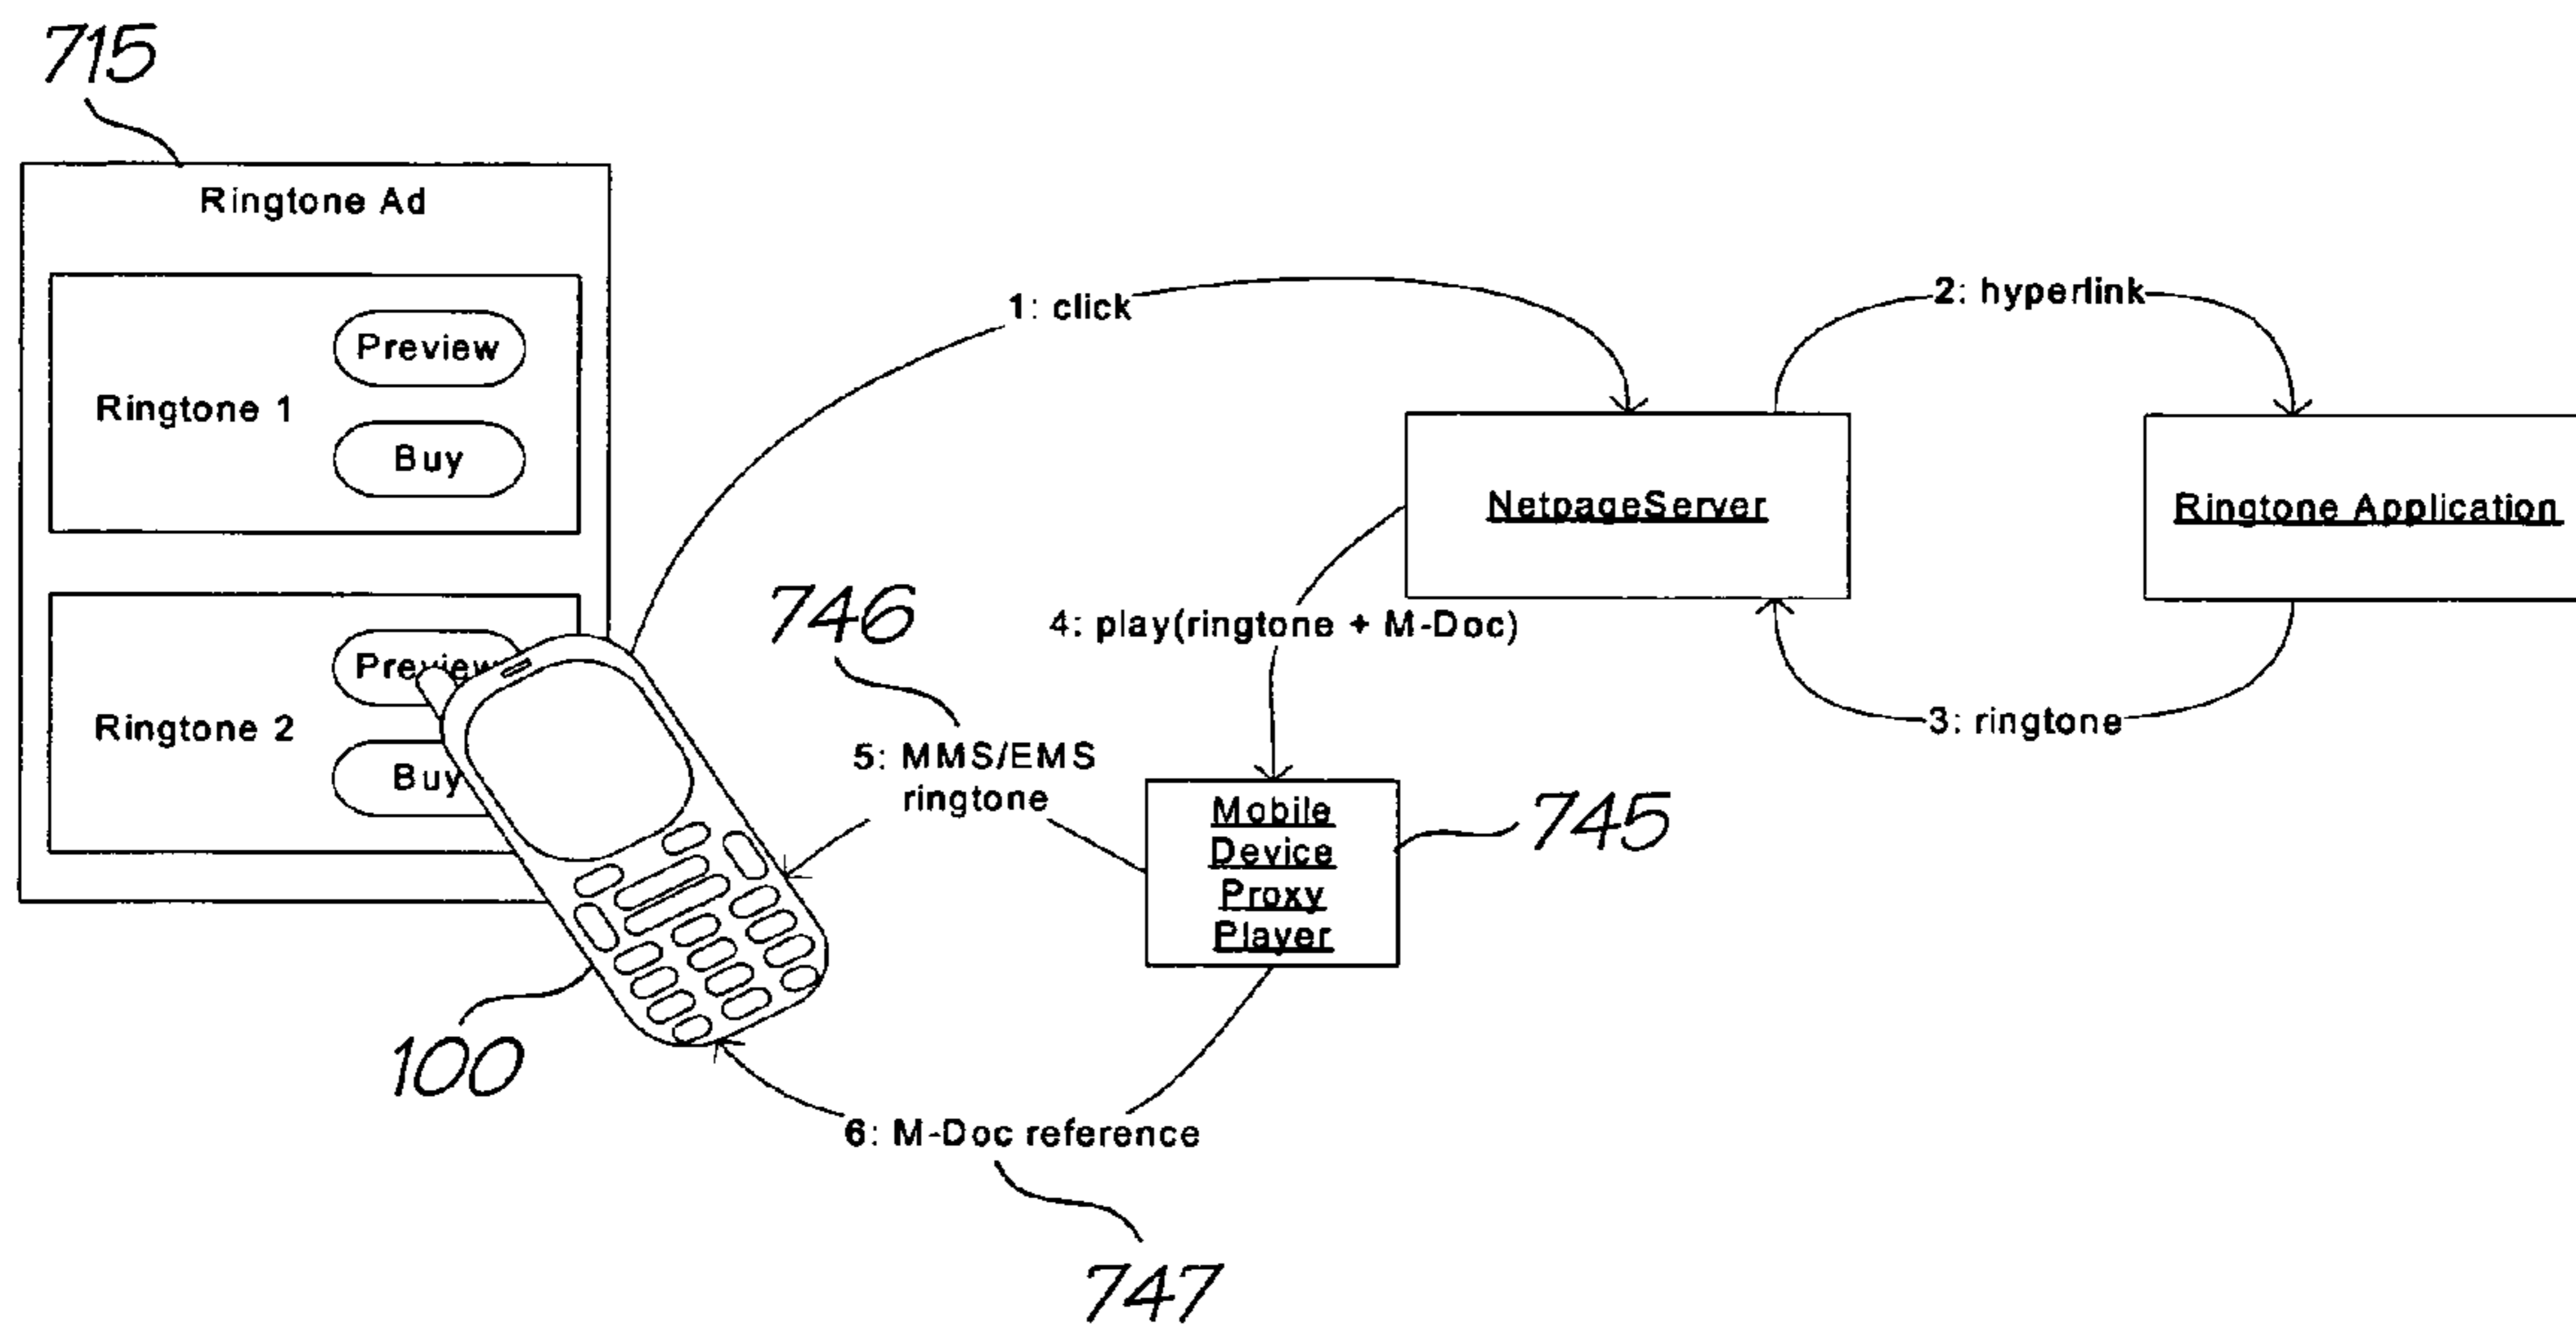 715
Ringtone Ad
Ringtone 1
Preview
Buy
Ringtone 2
Preview
Buy
100
1: click
2: hyperlink
NetpageServer
Ringtone Application
3: ringtone
4: play(ringtone + M-Doc)
746
5: MMS/EMS
ringtone
Mobile
Device
Proxy
Player
745
6: M-Doc reference
747